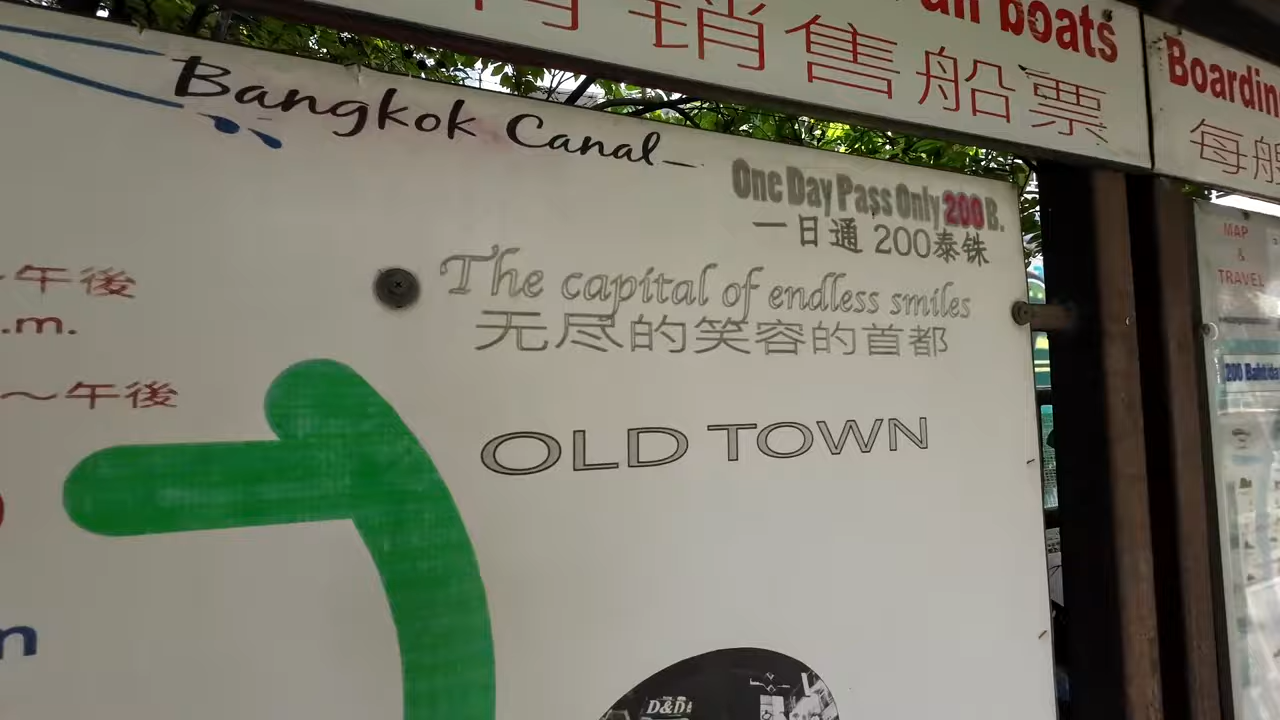 boats
销售船票
Boardin
每般
Bangkok Canal
One Day Pass Only 200 B.
一日通 200泰铢
The capital of endless smiles
无尽的笑容的首都
OLD TOWN
午後
.m.
～午後
m
D&D
MAP
&
TRAVEL
200